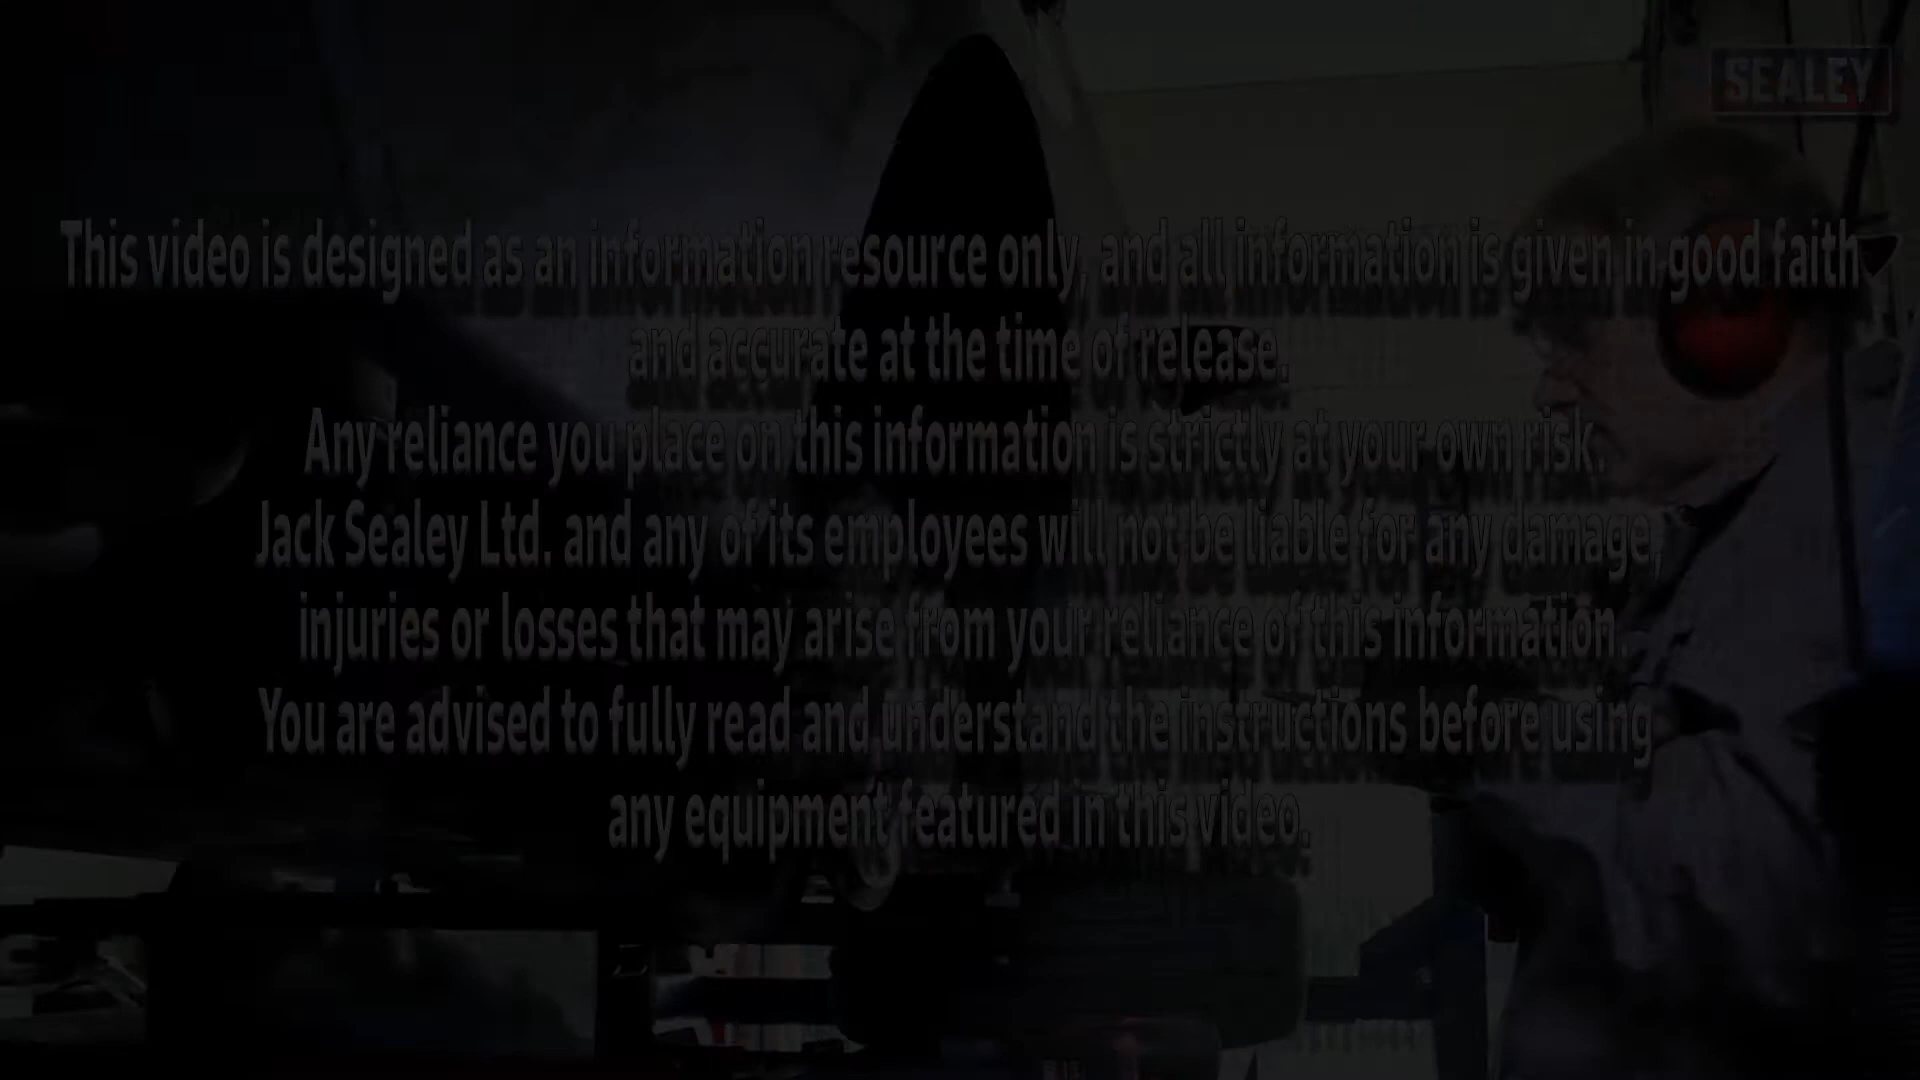 SEALEY
This video is designed as an information resource only, and all information is given in good faith
and accurate at the time of release.
Any reliance you place on this information is strictly at your own risk.
Jack Sealey Ltd. and any of its employees will not be liable for any damage,
injuries or losses that may arise from your reliance of this information.
You are advised to fully read and understand the instructions before using
any equipment featured in this video.